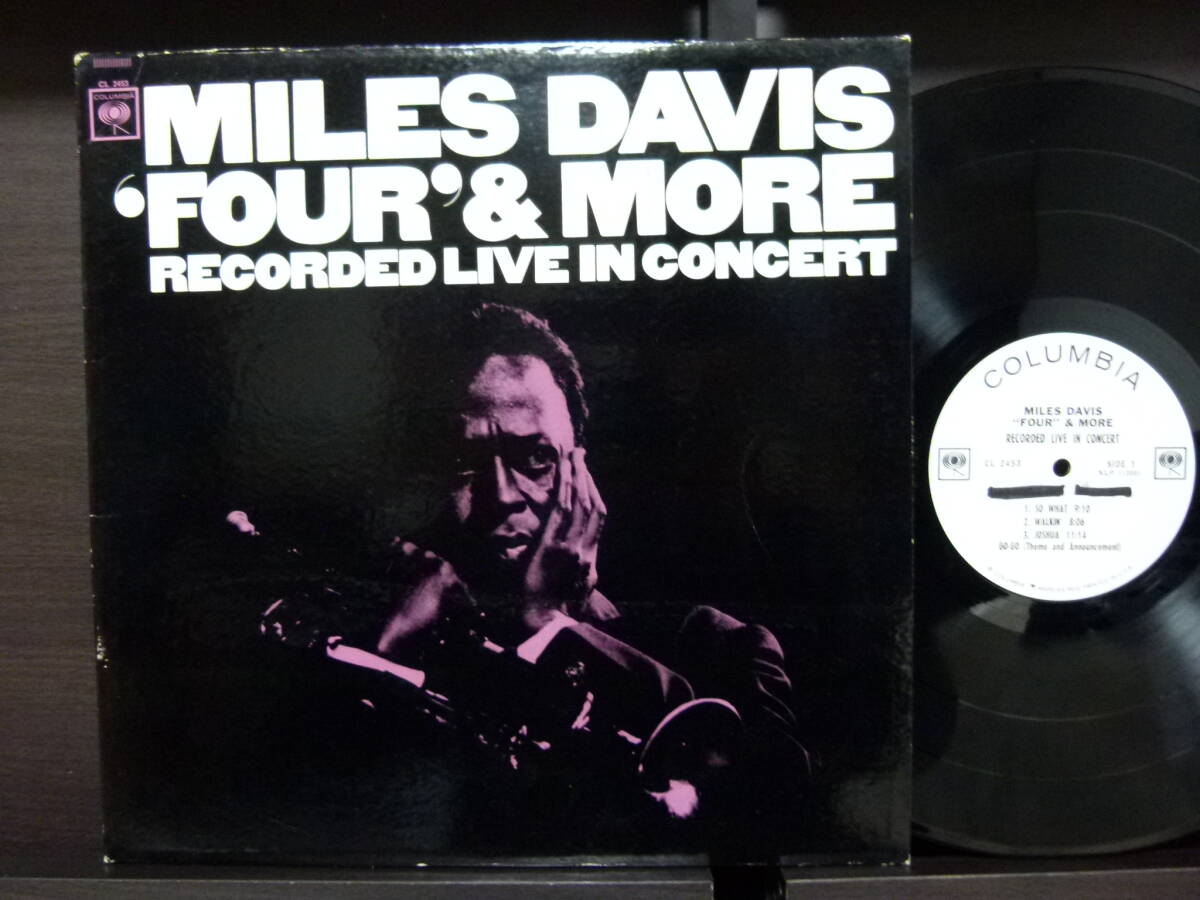 CL 2453
COLUMBIA
MILES DAVIS
‘FOUR’ & MORE
RECORDED LIVE IN CONCERT
COLUMBIA
MILES DAVIS
"FOUR" & MORE
RECORDED LIVE IN CONCERT
CL 2453 SIDE 1
1. SO WHAT 9:10
2. WALKIN' 8:06
3. JOSHUA 11:14
GO-GO (Theme and Announcement)